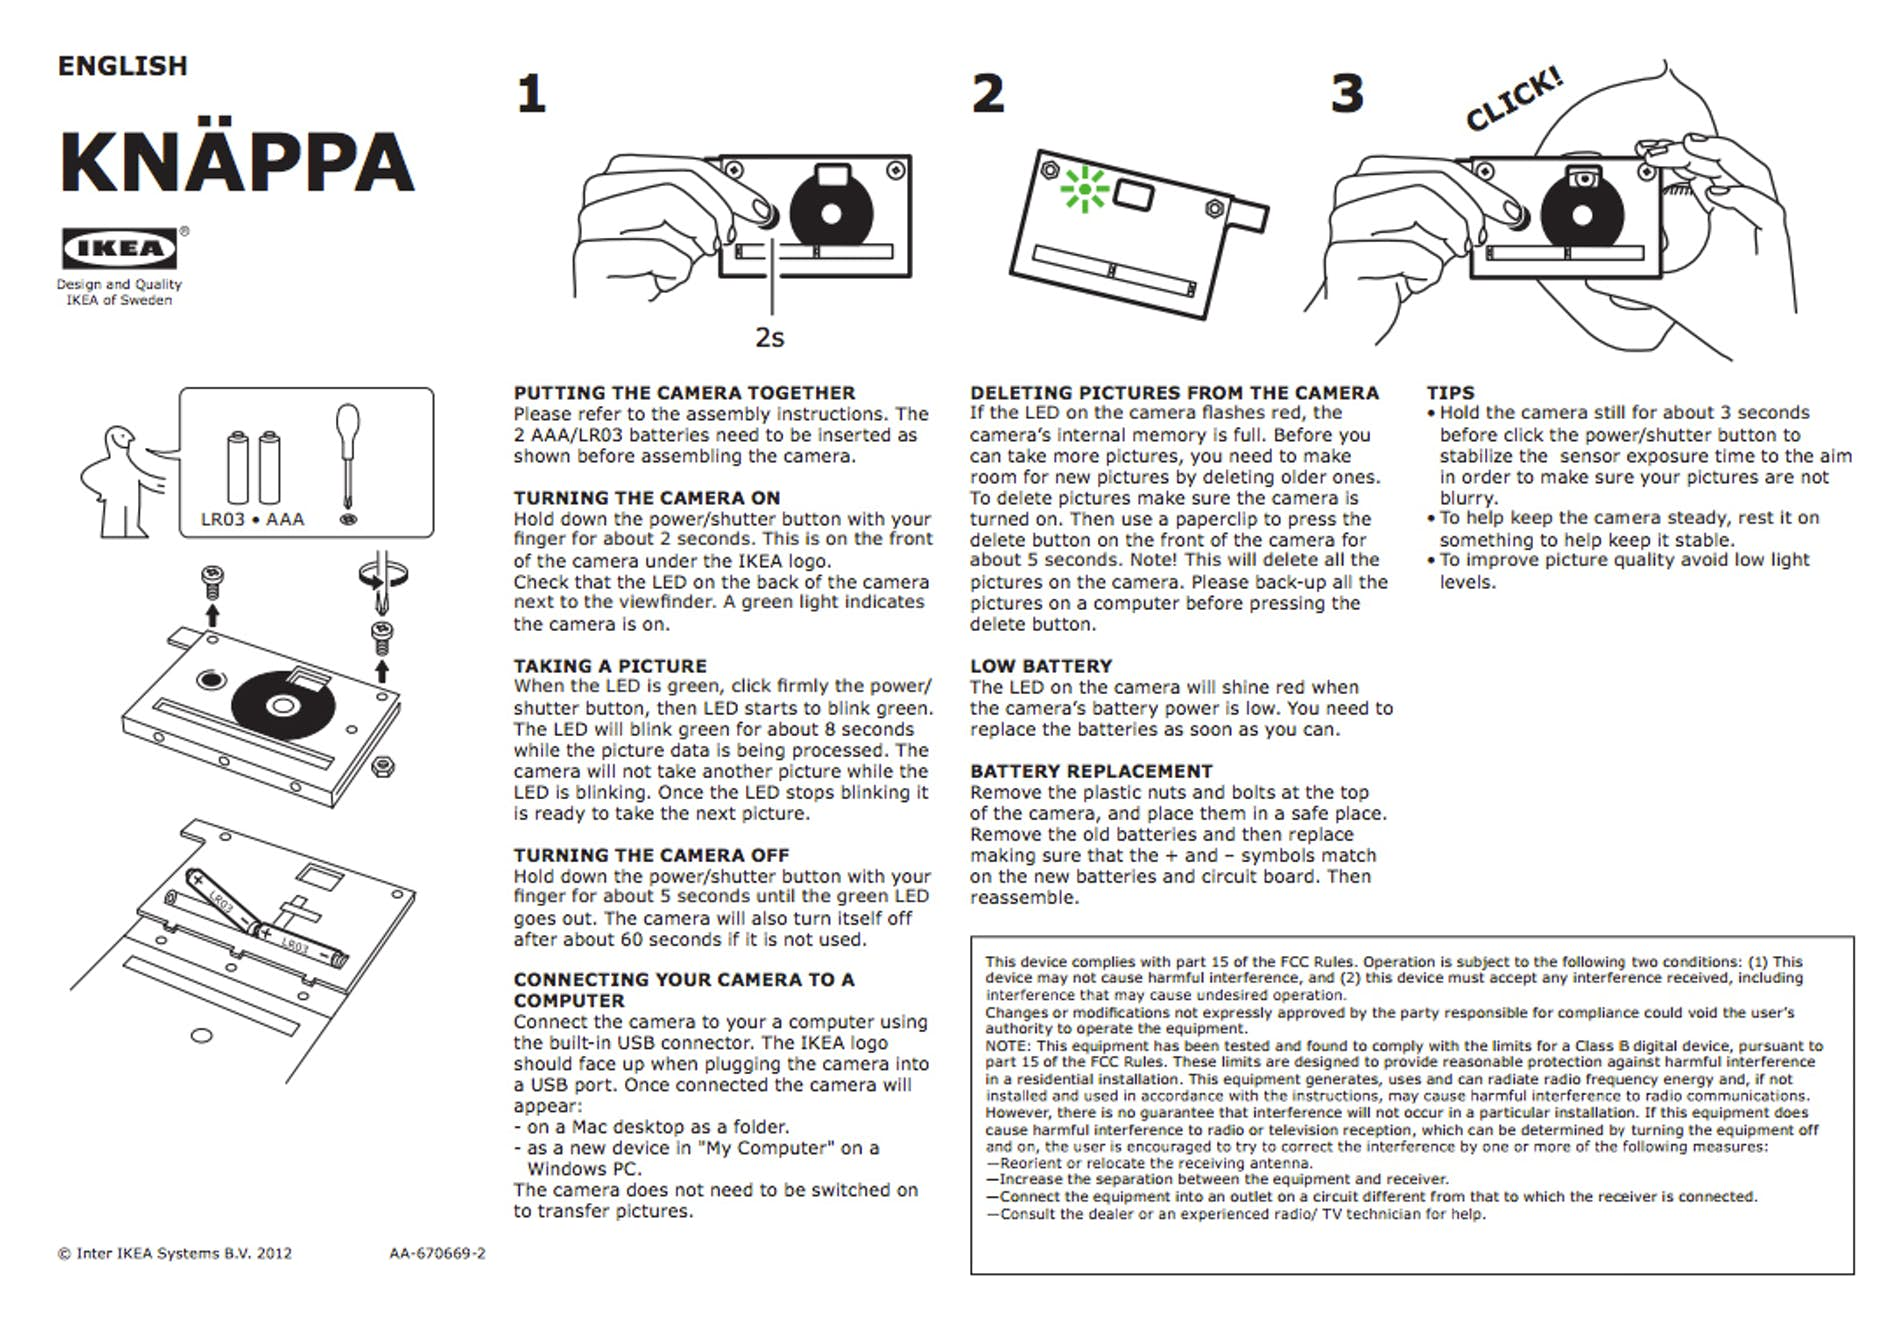 ENGLISH
KNÄPPA
IKEA®
Design and Quality
IKEA of Sweden
LR03 • AAA
LR03
LR03
1
2s
2
3
CLICK!
PUTTING THE CAMERA TOGETHER
Please refer to the assembly instructions. The
2 AAA/LR03 batteries need to be inserted as
shown before assembling the camera.
TURNING THE CAMERA ON
Hold down the power/shutter button with your
finger for about 2 seconds. This is on the front
of the camera under the IKEA logo.
Check that the LED on the back of the camera
next to the viewfinder. A green light indicates
the camera is on.
TAKING A PICTURE
When the LED is green, click firmly the power/
shutter button, then LED starts to blink green.
The LED will blink green for about 8 seconds
while the picture data is being processed. The
camera will not take another picture while the
LED is blinking. Once the LED stops blinking it
is ready to take the next picture.
TURNING THE CAMERA OFF
Hold down the power/shutter button with your
finger for about 5 seconds until the green LED
goes out. The camera will also turn itself off
after about 60 seconds if it is not used.
CONNECTING YOUR CAMERA TO A
COMPUTER
Connect the camera to your a computer using
the built-in USB connector. The IKEA logo
should face up when plugging the camera into
a USB port. Once connected the camera will
appear:
- on a Mac desktop as a folder.
- as a new device in "My Computer" on a
Windows PC.
The camera does not need to be switched on
to transfer pictures.
DELETING PICTURES FROM THE CAMERA
If the LED on the camera flashes red, the
camera’s internal memory is full. Before you
can take more pictures, you need to make
room for new pictures by deleting older ones.
To delete pictures make sure the camera is
turned on. Then use a paperclip to press the
delete button on the front of the camera for
about 5 seconds. Note! This will delete all the
pictures on the camera. Please back-up all the
pictures on a computer before pressing the
delete button.
LOW BATTERY
The LED on the camera will shine red when
the camera’s battery power is low. You need to
replace the batteries as soon as you can.
BATTERY REPLACEMENT
Remove the plastic nuts and bolts at the top
of the camera, and place them in a safe place.
Remove the old batteries and then replace
making sure that the + and – symbols match
on the new batteries and circuit board. Then
reassemble.
TIPS
• Hold the camera still for about 3 seconds
before click the power/shutter button to
stabilize the sensor exposure time to the aim
in order to make sure your pictures are not
blurry.
• To help keep the camera steady, rest it on
something to help keep it stable.
• To improve picture quality avoid low light
levels.
This device complies with part 15 of the FCC Rules. Operation is subject to the following two conditions: (1) This
device may not cause harmful interference, and (2) this device must accept any interference received, including
interference that may cause undesired operation.
Changes or modifications not expressly approved by the party responsible for compliance could void the user’s
authority to operate the equipment.
NOTE: This equipment has been tested and found to comply with the limits for a Class B digital device, pursuant to
part 15 of the FCC Rules. These limits are designed to provide reasonable protection against harmful interference
in a residential installation. This equipment generates, uses and can radiate radio frequency energy and, if not
installed and used in accordance with the instructions, may cause harmful interference to radio communications.
However, there is no guarantee that interference will not occur in a particular installation. If this equipment does
cause harmful interference to radio or television reception, which can be determined by turning the equipment off
and on, the user is encouraged to try to correct the interference by one or more of the following measures:
—Reorient or relocate the receiving antenna.
—Increase the separation between the equipment and receiver.
—Connect the equipment into an outlet on a circuit different from that to which the receiver is connected.
—Consult the dealer or an experienced radio/ TV technician for help.
© Inter IKEA Systems B.V. 2012
AA-670669-2